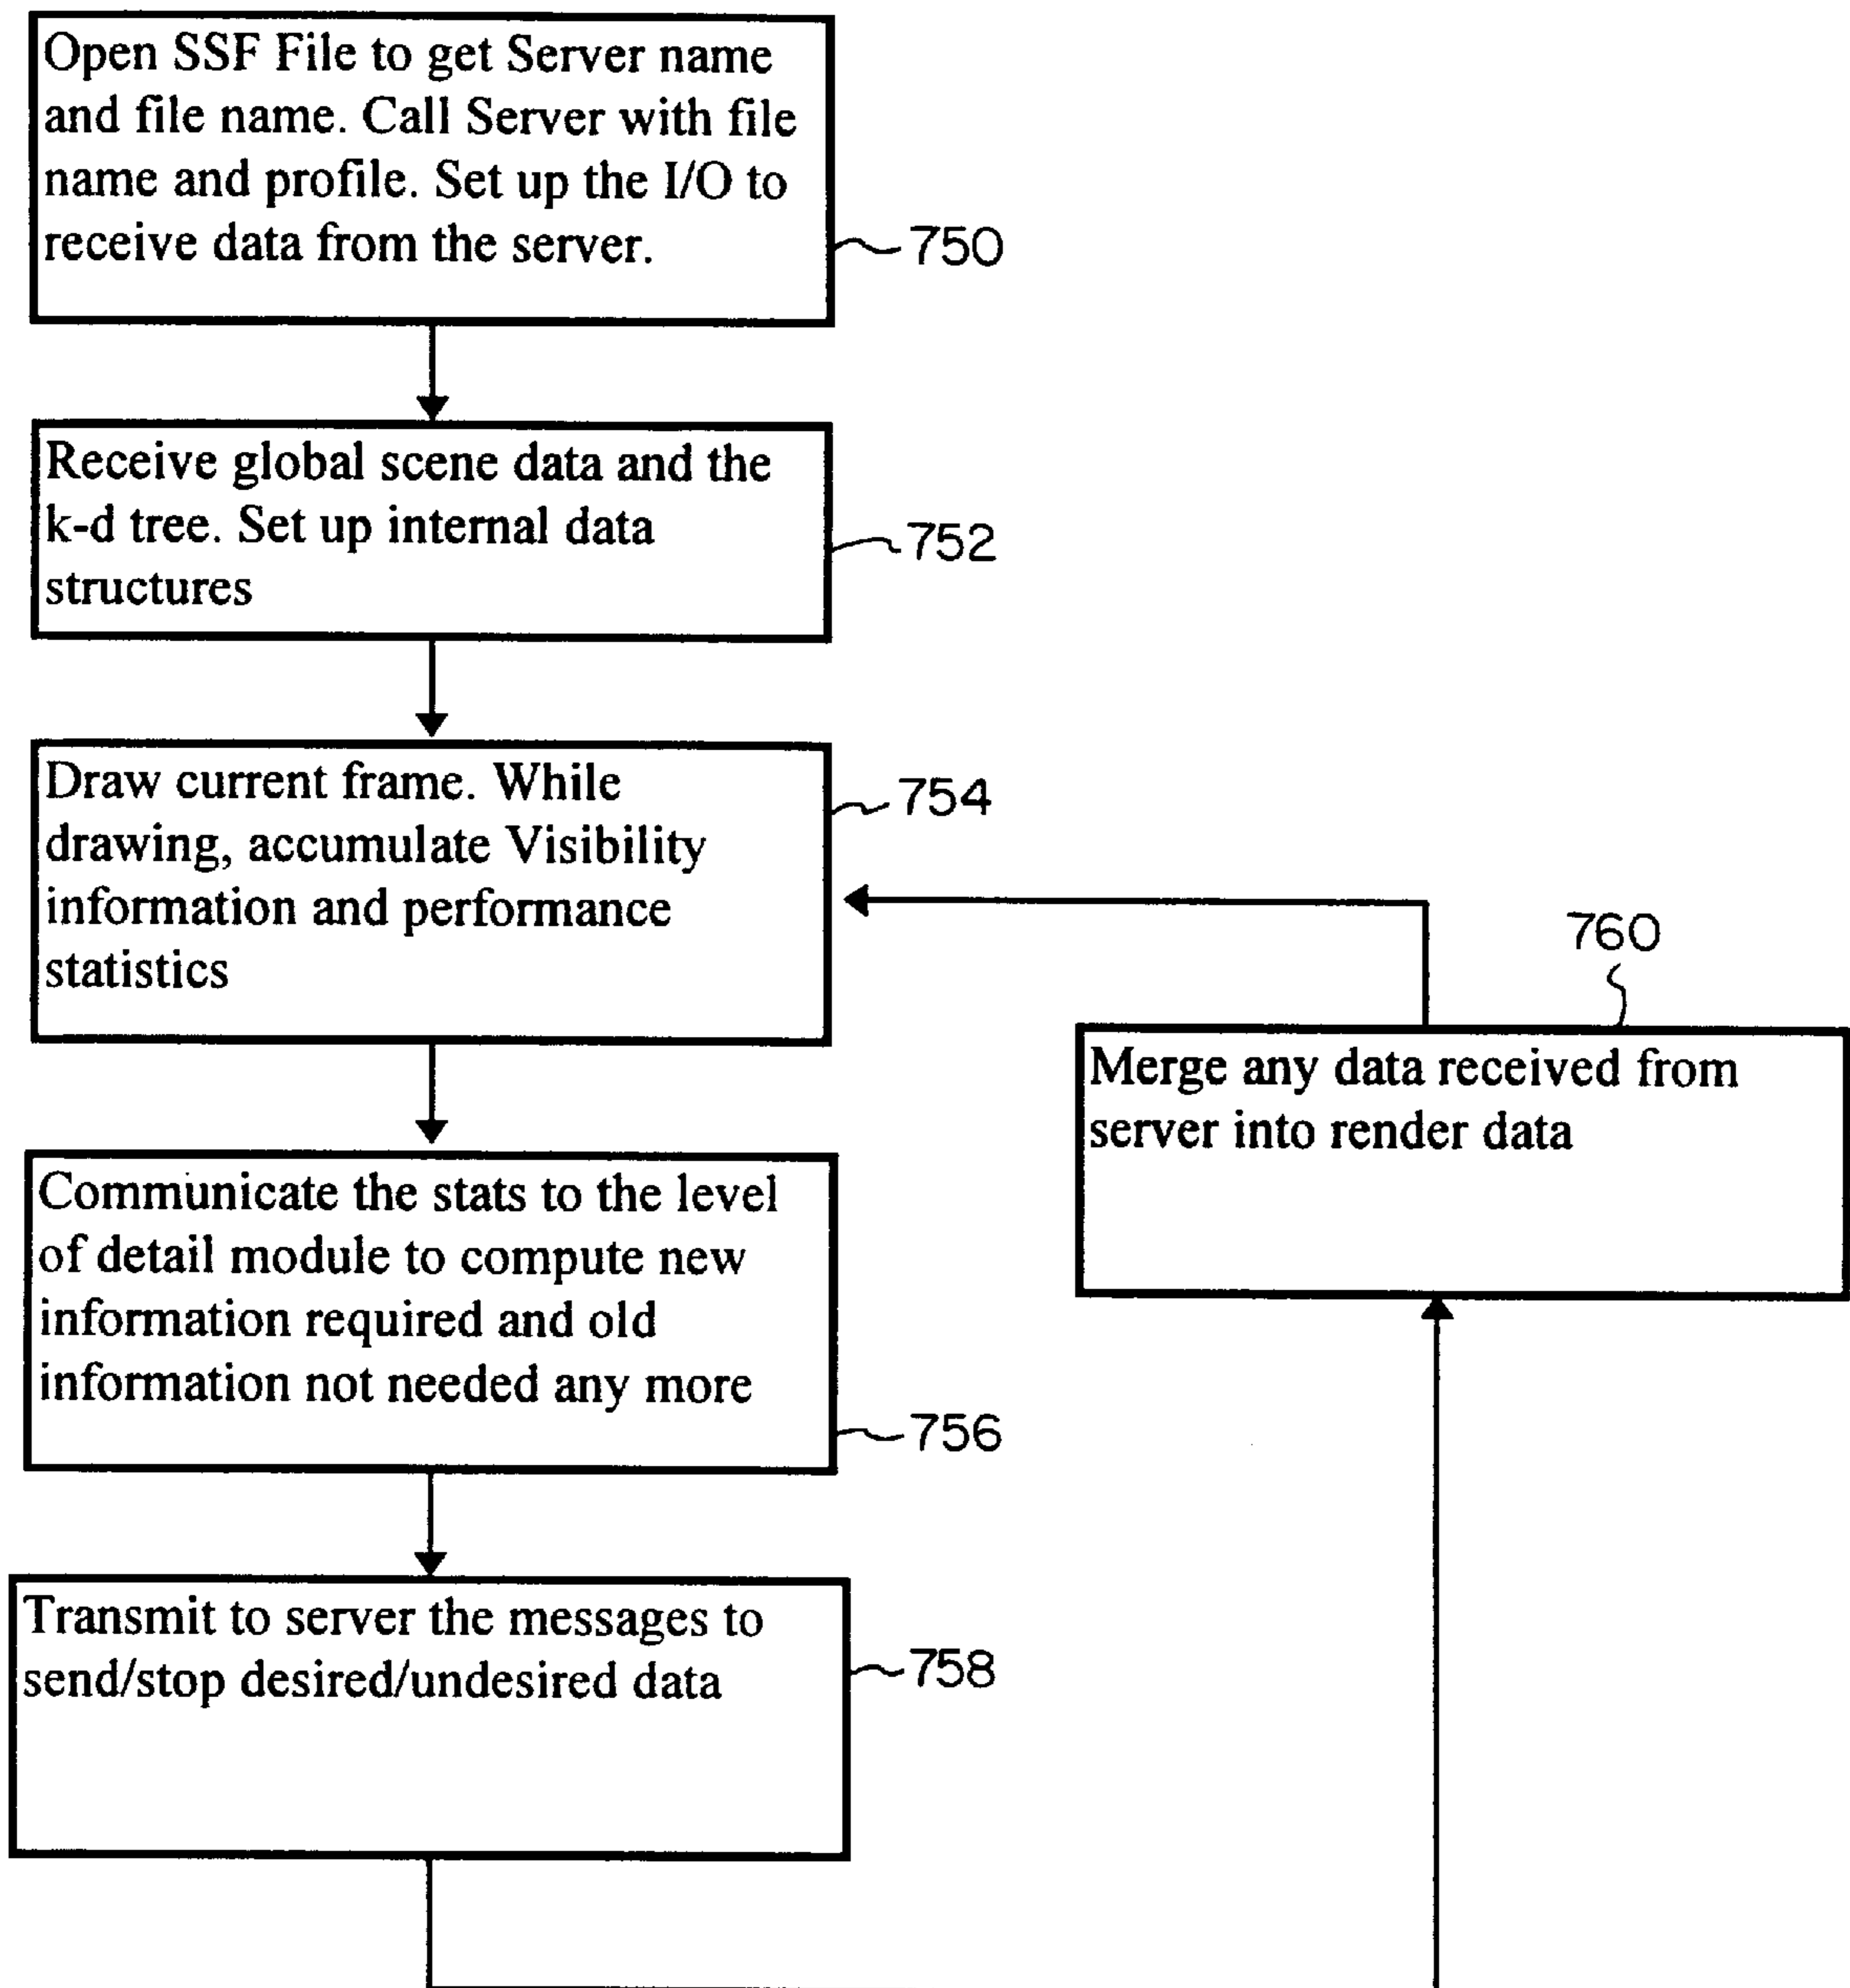 Open SSF File to get Server name
and file name. Call Server with file
name and profile. Set up the I/O to
receive data from the server.
750
Receive global scene data and the
k-d tree. Set up internal data
structures
752
Draw current frame. While
drawing, accumulate Visibility
information and performance
statistics
754
Communicate the stats to the level
of detail module to compute new
information required and old
information not needed any more
756
Transmit to server the messages to
send/stop desired/undesired data
758
760
Merge any data received from
server into render data